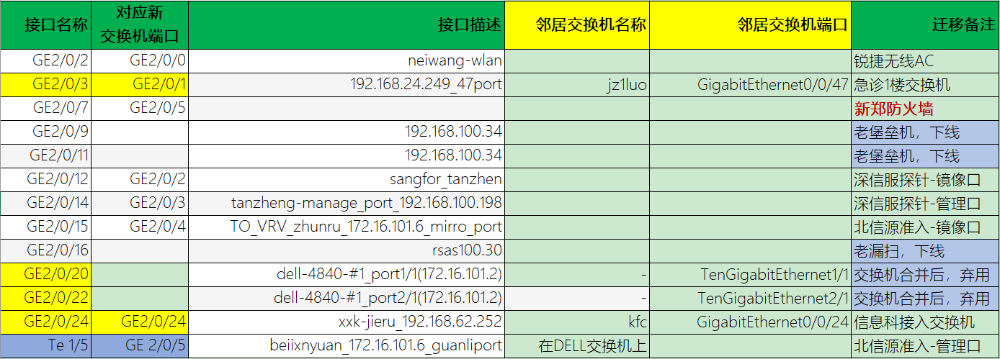 接口名称 对应新交换机端口 接口描述 邻居交换机名称 邻居交换机端口 迁移备注
GE2/0/2 GE2/0/0 neiwang-wlan 锐捷无线AC
GE2/0/3 GE2/0/1 192.168.24.249_47port jz1luo GigabitEthernet0/0/47 急诊1楼交换机
GE2/0/7 GE2/0/5 新郑防火墙
GE2/0/9 192.168.100.34 老堡垒机，下线
GE2/0/11 192.168.100.34 老堡垒机，下线
GE2/0/12 GE2/0/2 sangfor_tanzhen 深信服探针-镜像口
GE2/0/14 GE2/0/3 tanzheng-manage_port_192.168.100.198 深信服探针-管理口
GE2/0/15 GE2/0/4 TO_VRV_zhunru_172.16.101.6_mirro_port 北信源准入-镜像口
GE2/0/16 rsas100.30 老漏扫，下线
GE2/0/20 dell-4840-#1_port1/1(172.16.101.2) - TenGigabitEthernet1/1 交换机合并后，弃用
GE2/0/22 dell-4840-#1_port2/1(172.16.101.2) - TenGigabitEthernet2/1 交换机合并后，弃用
GE2/0/24 GE2/0/24 xxk-jieru_192.168.62.252 kfc GigabitEthernet0/0/24 信息科接入交换机
Te 1/5 GE 2/0/5 beiixnyuan_172.16.101.6_guanliport 在DELL交换机上 北信源准入-管理口